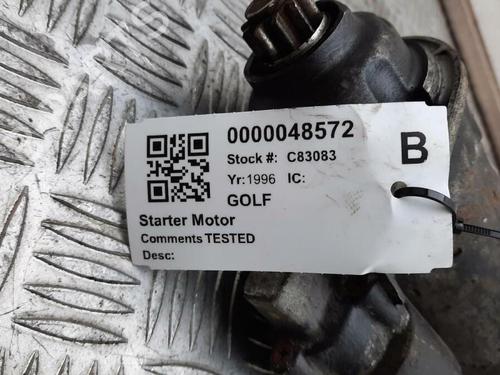 0000048572
Stock #: C83083
B
Yr:1996 IC:
GOLF
Starter Motor
Comments TESTED
Desc: